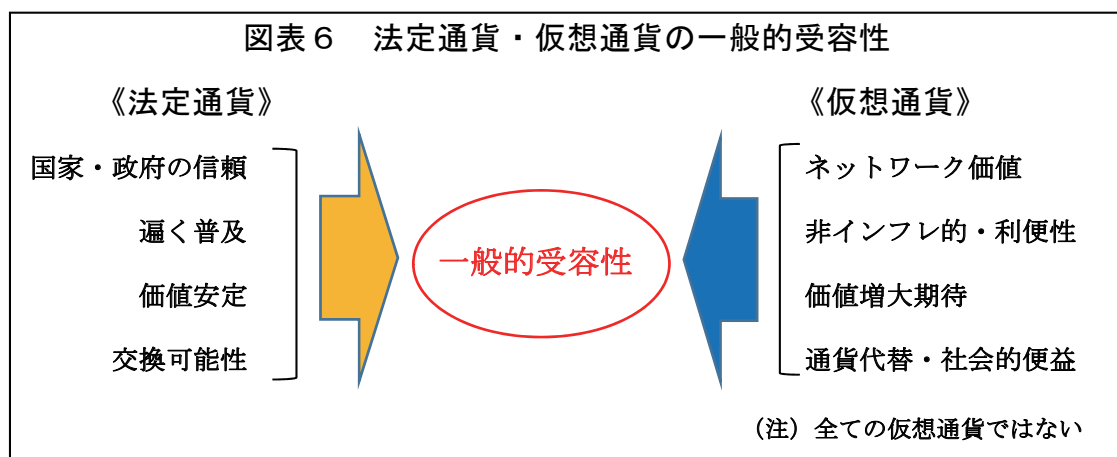 図表６　法定通貨・仮想通貨の一般的受容性
《法定通貨》
国家・政府の信頼
遍く普及
価値安定
交換可能性
一般的受容性
《仮想通貨》
ネットワーク価値
非インフレ的・利便性
価値増大期待
通貨代替・社会的便益
（注）全ての仮想通貨ではない